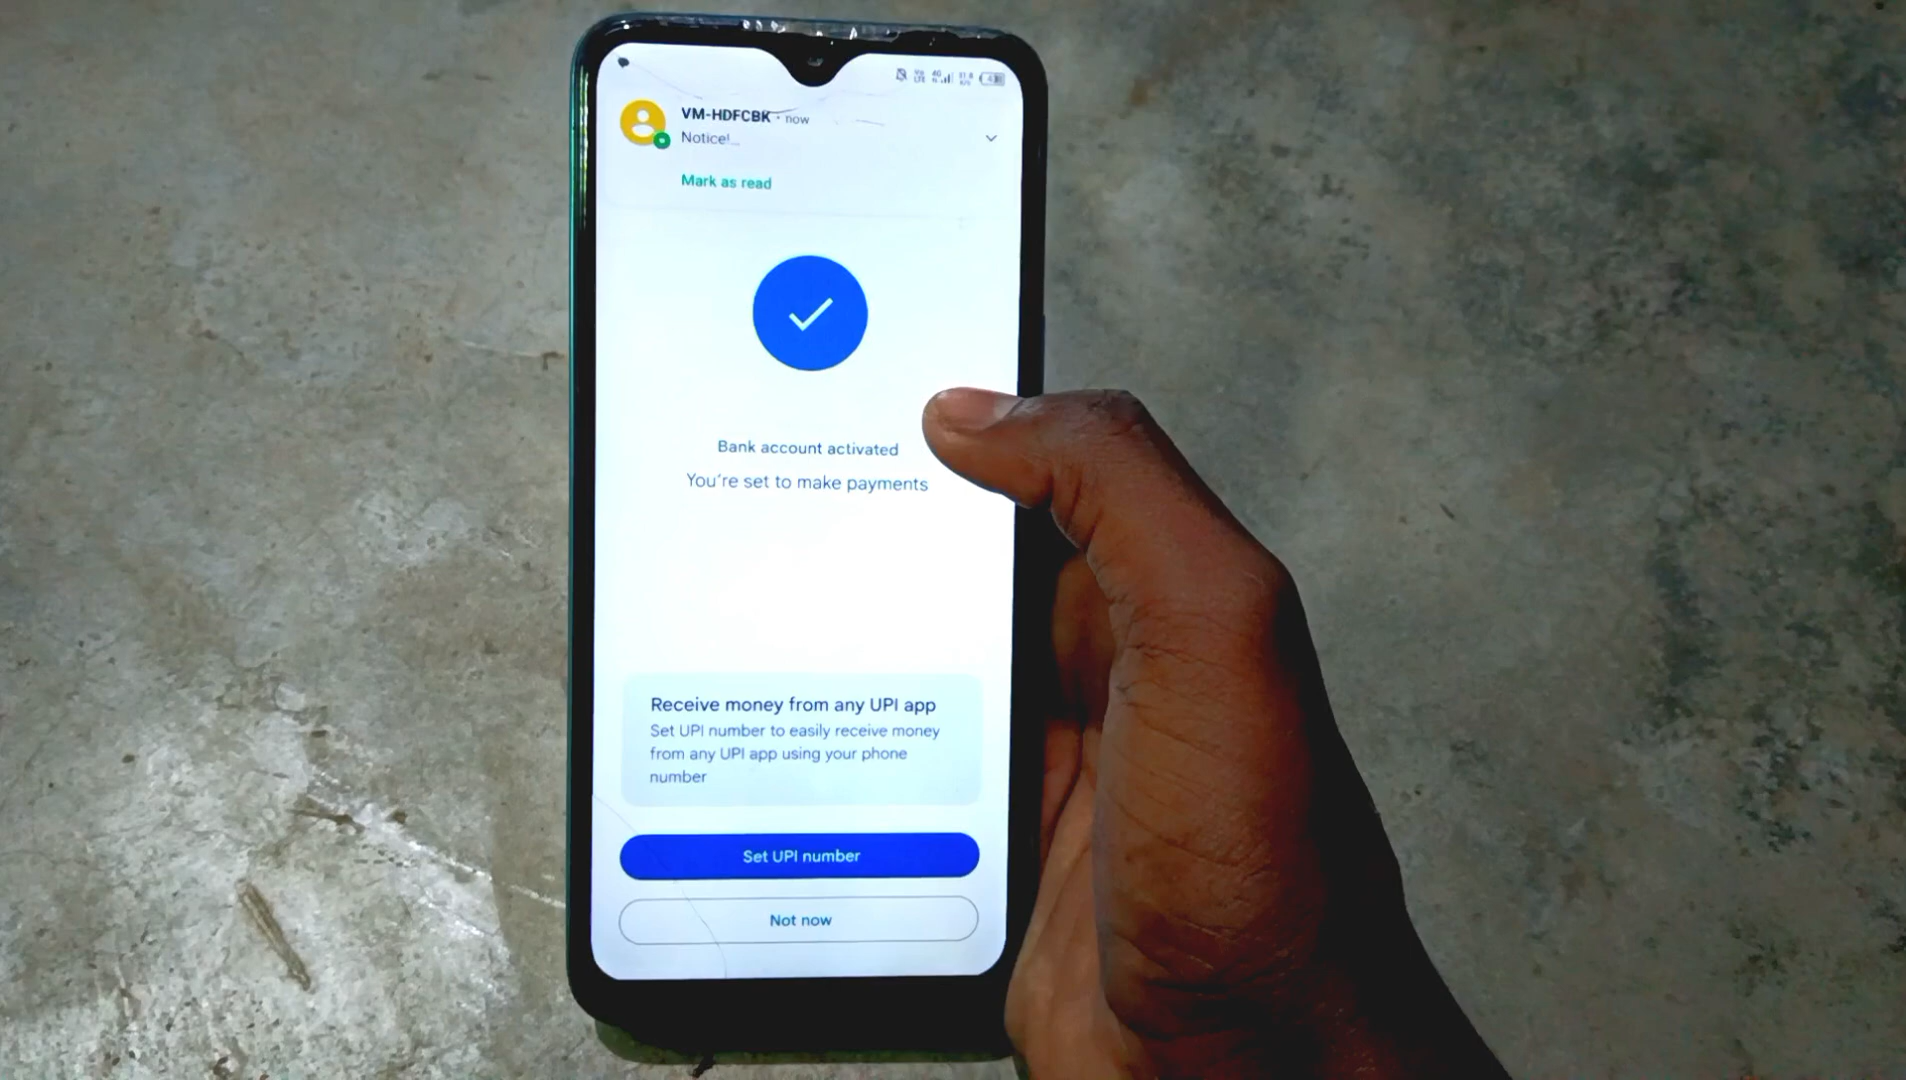 VM-HDFCBK · now
Notice!_
Mark as read
Bank account activated
You're set to make payments
Receive money from any UPI app
Set UPI number to easily receive money
from any UPI app using your phone
number
Set UPI number
Not now